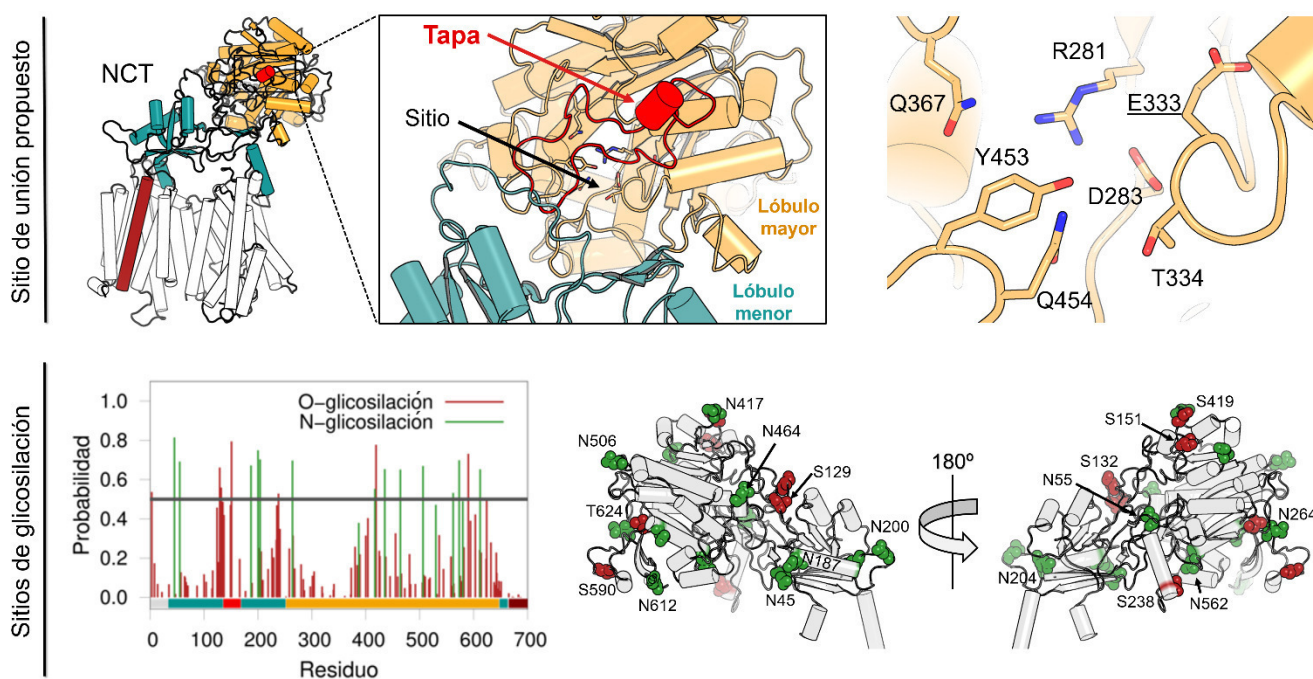 Sitio de unión propuesto
NCT
Tapa
Sitio
Lóbulo
mayor
Lóbulo
menor
R281
Q367
E333
Y453
D283
T334
Q454
Sitios de glicosilación
Probabilidad
1.0
0.8
0.6
0.4
0.2
0.0
O-glicosilación
N-glicosilación
0
100
200
300
400
500
600
700
Residuo
N417
N506
N464
S129
T624
N200
N187
S590
N612
N45
180º
S419
S151
N55
S132
N264
N204
S238
N562